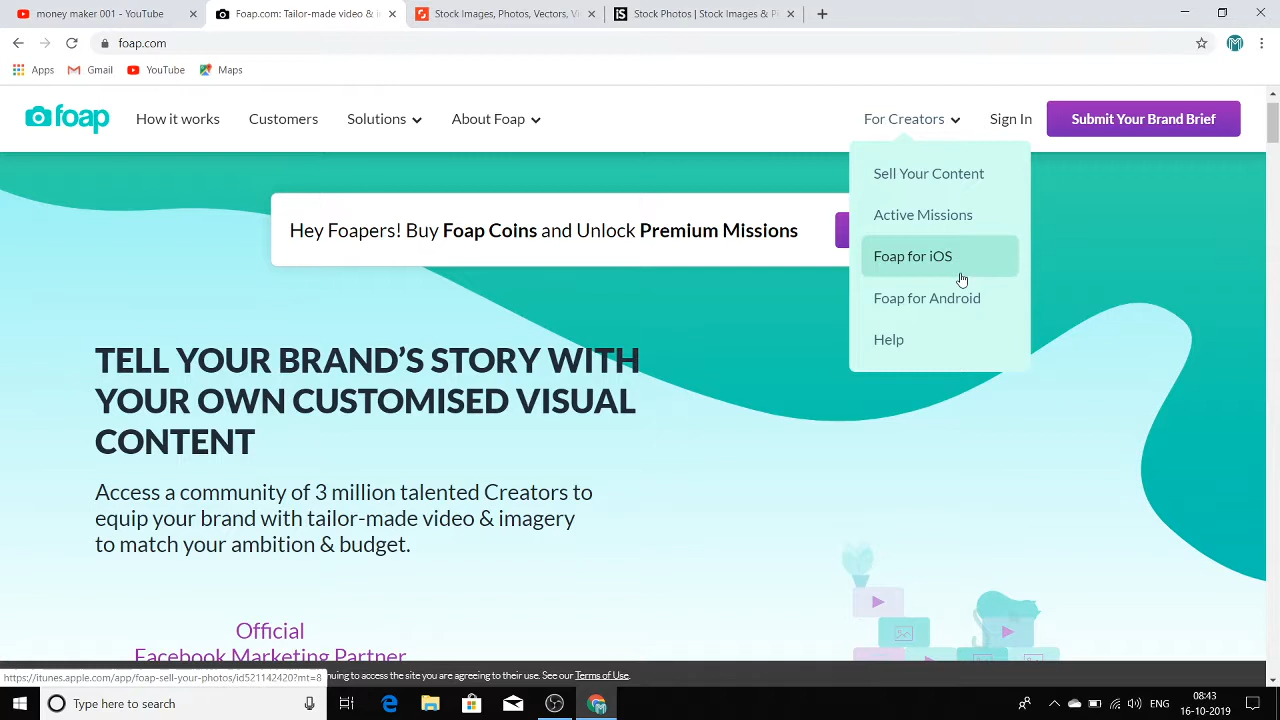 money maker 001 - YouTube
Foap.com: Tailor-made video & i
Stock Images, Photos, Vectors, Vi
iS
Stock Photos | Stock Images & P
foap.com
Apps
Gmail
YouTube
Maps
foap
How it works
Customers
Solutions
About Foap
For Creators
Sign In
Submit Your Brand Brief
Sell Your Content
Active Missions
Foap for iOS
Foap for Android
Help
Hey Foapers! Buy Foap Coins and Unlock Premium Missions
TELL YOUR BRAND'S STORY WITH
YOUR OWN CUSTOMISED VISUAL
CONTENT
Access a community of 3 million talented Creators to
equip your brand with tailor-made video & imagery
to match your ambition & budget.
Official
Facebook Marketing Partner
https://itunes.apple.com/app/foap-sell-your-photos/id521142420?mt=8
nuing to access the site you are agreeing to their use. See our Terms of Use.
Type here to search
ENG
08:43
16-10-2019